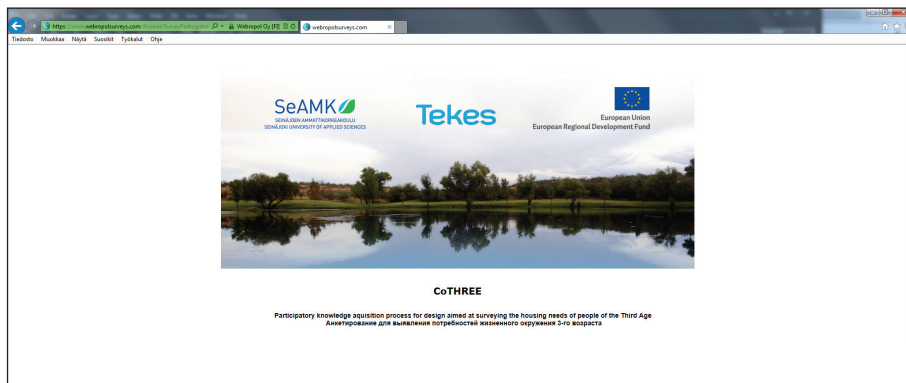 https://www.webropolsurveys.com/Answer/SurveyParticipatio
Webropol Oy [FI]
webropolsurveys.com
Tiedosto Muokkaa Näytä Suosikit Työkalut Ohje
SeAMK
SEINÄJOEN AMMATTIKORKEAKOULU
SEINÄJOKI UNIVERSITY OF APPLIED SCIENCES
Tekes
European Union
European Regional Development Fund
CoTHREE
Participatory knowledge aquisition process for design aimed at surveying the housing needs of people of the Third Age
Анкетирование для выявления потребностей жизненного окружения 3-го возраста